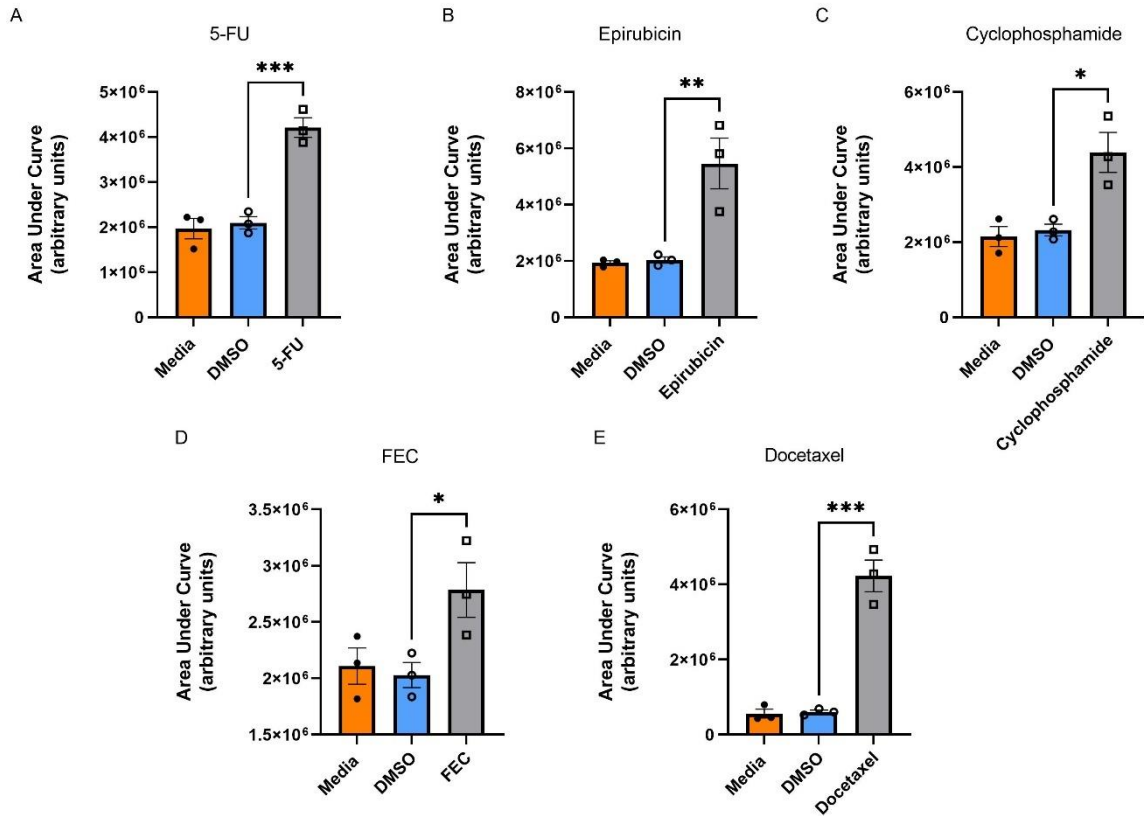 A
5-FU
***
Area Under Curve
(arbitrary units)
5×10⁶
4×10⁶
3×10⁶
2×10⁶
1×10⁶
0
Media
DMSO
5-FU
B
Epirubicin
**
Area Under Curve
(arbitrary units)
8×10⁶
6×10⁶
4×10⁶
2×10⁶
0
Media
DMSO
Epirubicin
C
Cyclophosphamide
*
Area Under Curve
(arbitrary units)
6×10⁶
4×10⁶
2×10⁶
0
Media
DMSO
Cyclophosphamide
D
FEC
*
Area Under Curve
(arbitrary units)
3.5×10⁶
3×10⁶
2.5×10⁶
2×10⁶
1.5×10⁶
Media
DMSO
FEC
E
Docetaxel
***
Area Under Curve
(arbitrary units)
6×10⁶
4×10⁶
2×10⁶
0
Media
DMSO
Docetaxel